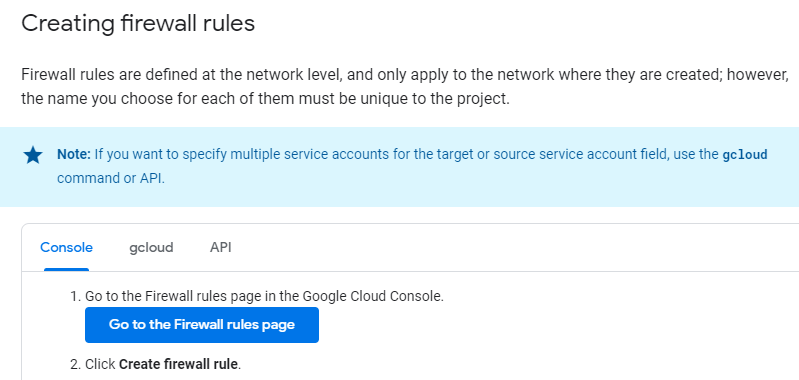 Creating firewall rules
Firewall rules are defined at the network level, and only apply to the network where they are created; however,
the name you choose for each of them must be unique to the project.
Note: If you want to specify multiple service accounts for the target or source service account field, use the gcloud
command or API.
Console gcloud API
1. Go to the Firewall rules page in the Google Cloud Console.
Go to the Firewall rules page
2. Click Create firewall rule.